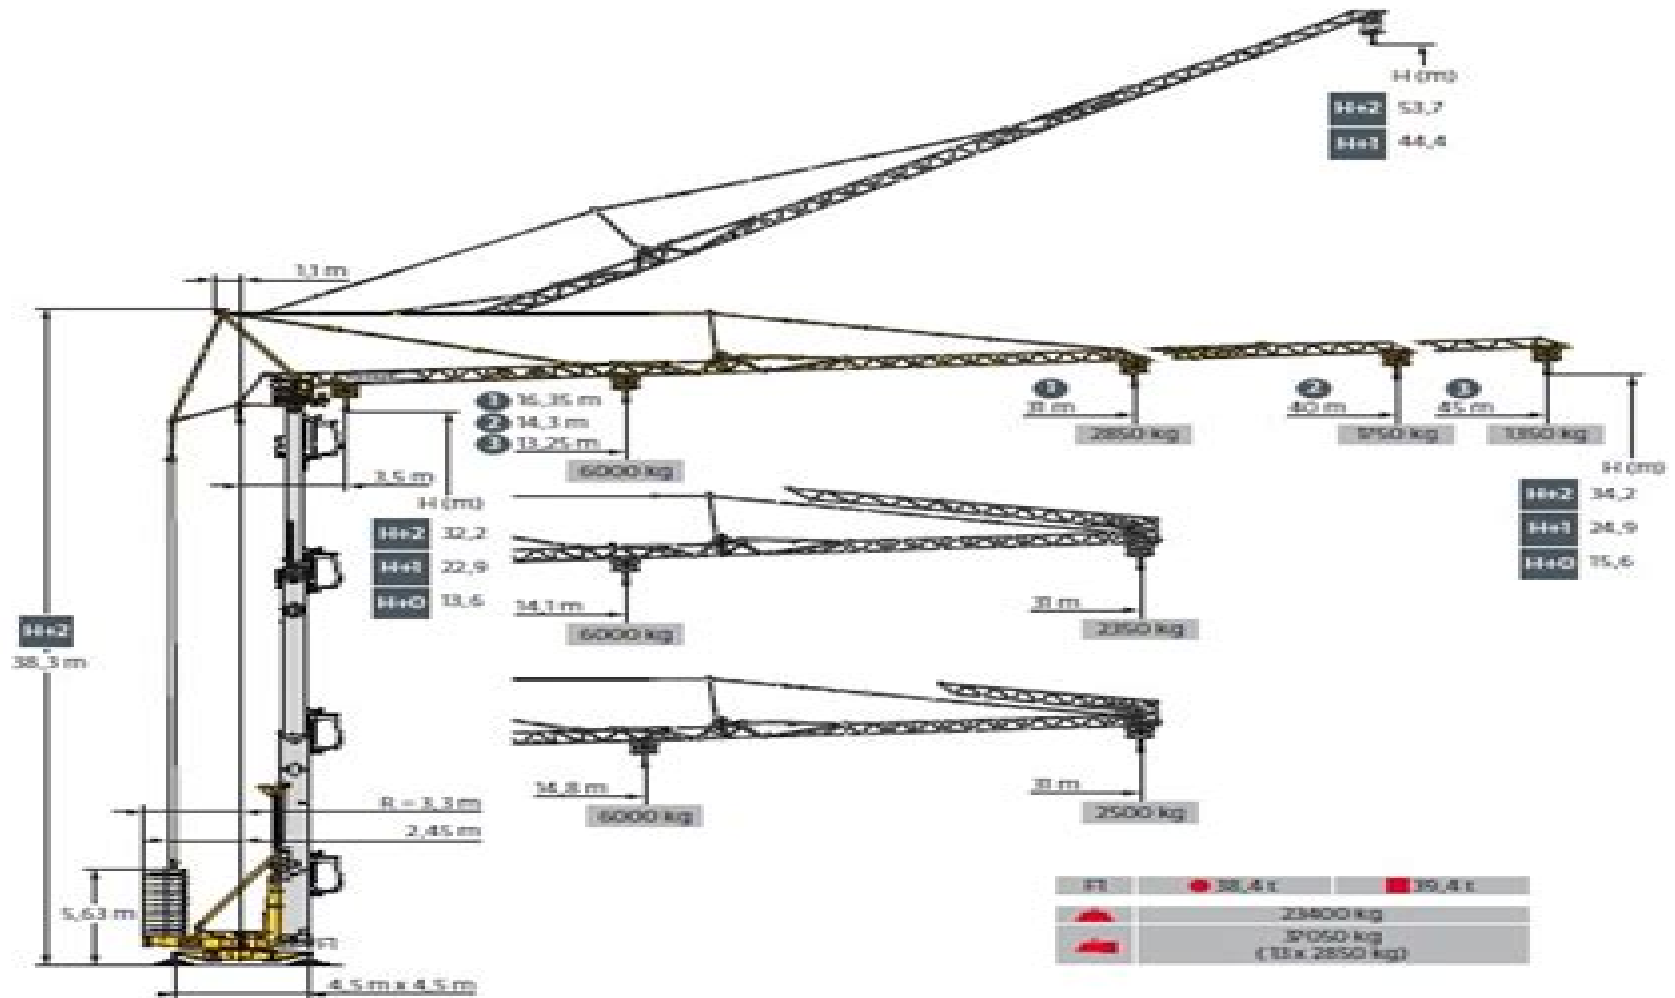 H (m)
H+2 53,7
H+1 44,4
1,1 m
1 16,35 m
2 14,3 m
3 13,25 m
6000 kg
1
31 m
2850 kg
2
40 m
1750 kg
3
45 m
1350 kg
H (m)
H+2 34,2
H+1 24,9
H+0 15,6
3,5 m
H (m)
H+2 32,2
H+1 22,9
H+0 13,6
14,1 m
6000 kg
31 m
2350 kg
H+2
38,3 m
14,8 m
6000 kg
31 m
2500 kg
R = 3,3 m
2,45 m
5,63 m
F1
4,5 m x 4,5 m
F1 38,4 t 39,4 t
23400 kg
37050 kg
(13 x 2850 kg)